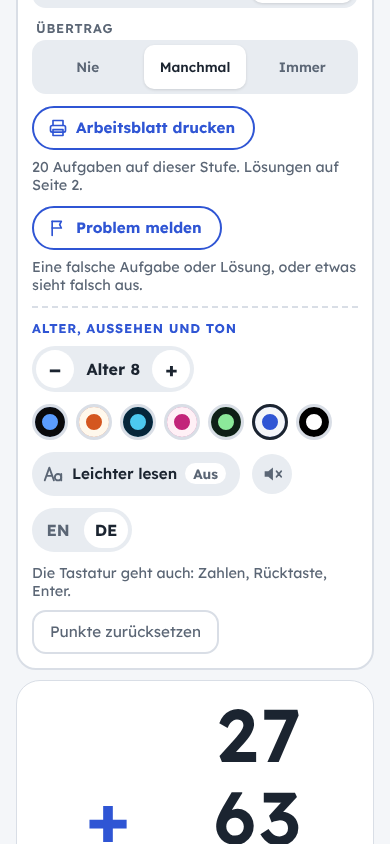 ÜBERTRAG
Nie Manchmal Immer
Arbeitsblatt drucken
20 Aufgaben auf dieser Stufe. Lösungen auf
Seite 2.
Problem melden
Eine falsche Aufgabe oder Lösung, oder etwas
sieht falsch aus.
ALTER, AUSSEHEN UND TON
– Alter 8 +
Aa Leichter lesen Aus
EN DE
Die Tastatur geht auch: Zahlen, Rücktaste,
Enter.
Punkte zurücksetzen
27
+ 63